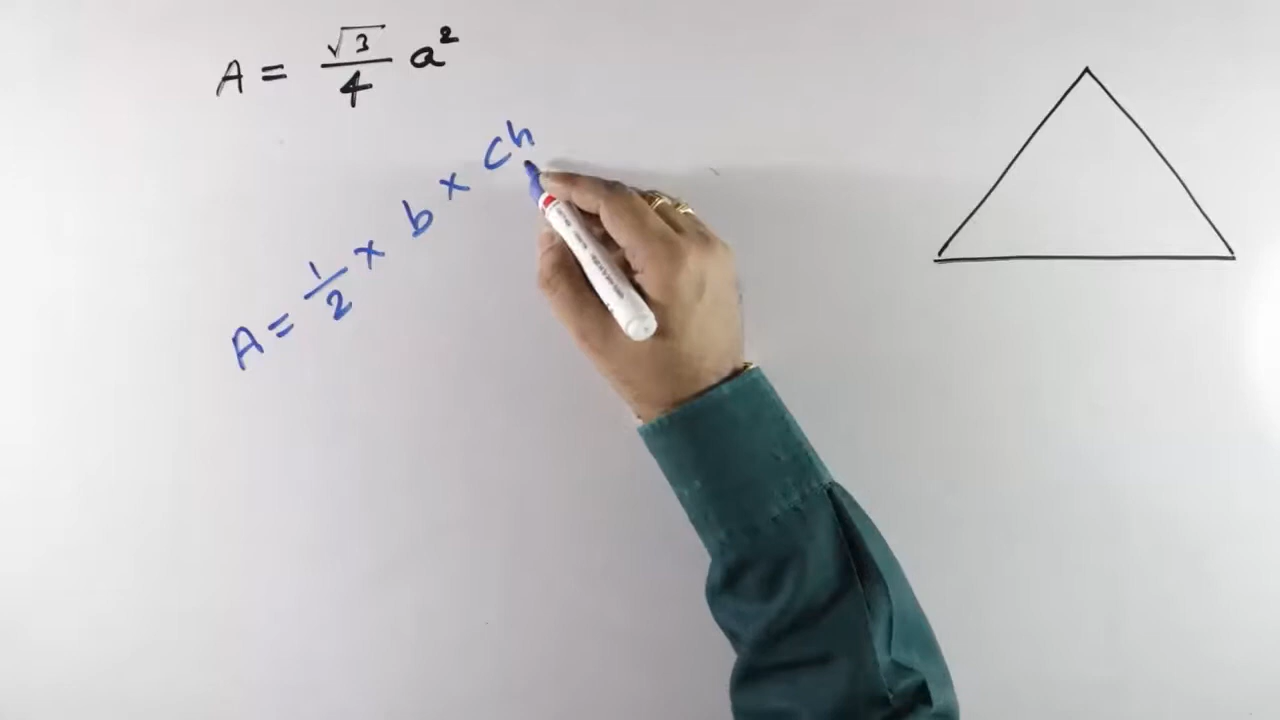 A = √3/4 a²
A = 1/2 × b × ch